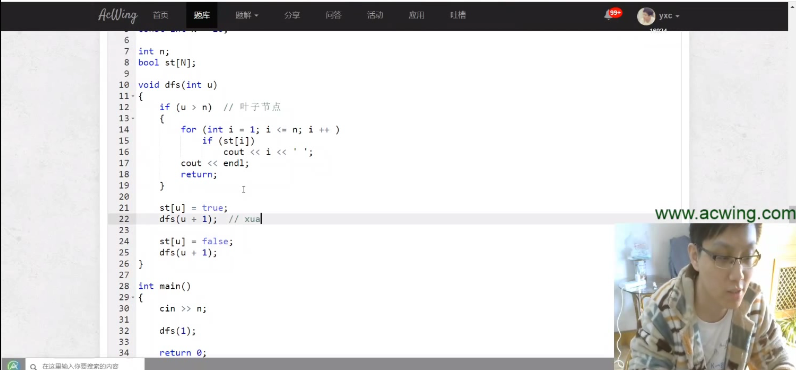 AcWing 首页 题库 题解 分享 问答 活动 应用 吐槽 99+ yxc
6
7 int n;
8 bool st[N];
9
10 void dfs(int u)
11 {
12 if (u > n) // 叶子节点
13 {
14 for (int i = 1; i <= n; i ++ )
15 if (st[i])
16 cout << i << ' ';
17 cout << endl;
18 return;
19 }
20
21 st[u] = true;
22 dfs(u + 1); // xua
23
24 st[u] = false;
25 dfs(u + 1);
26 }
27
28 int main()
29 {
30 cin >> n;
31
32 dfs(1);
33
34 return 0;
www.acwing.com
在这里输入你要搜索的内容